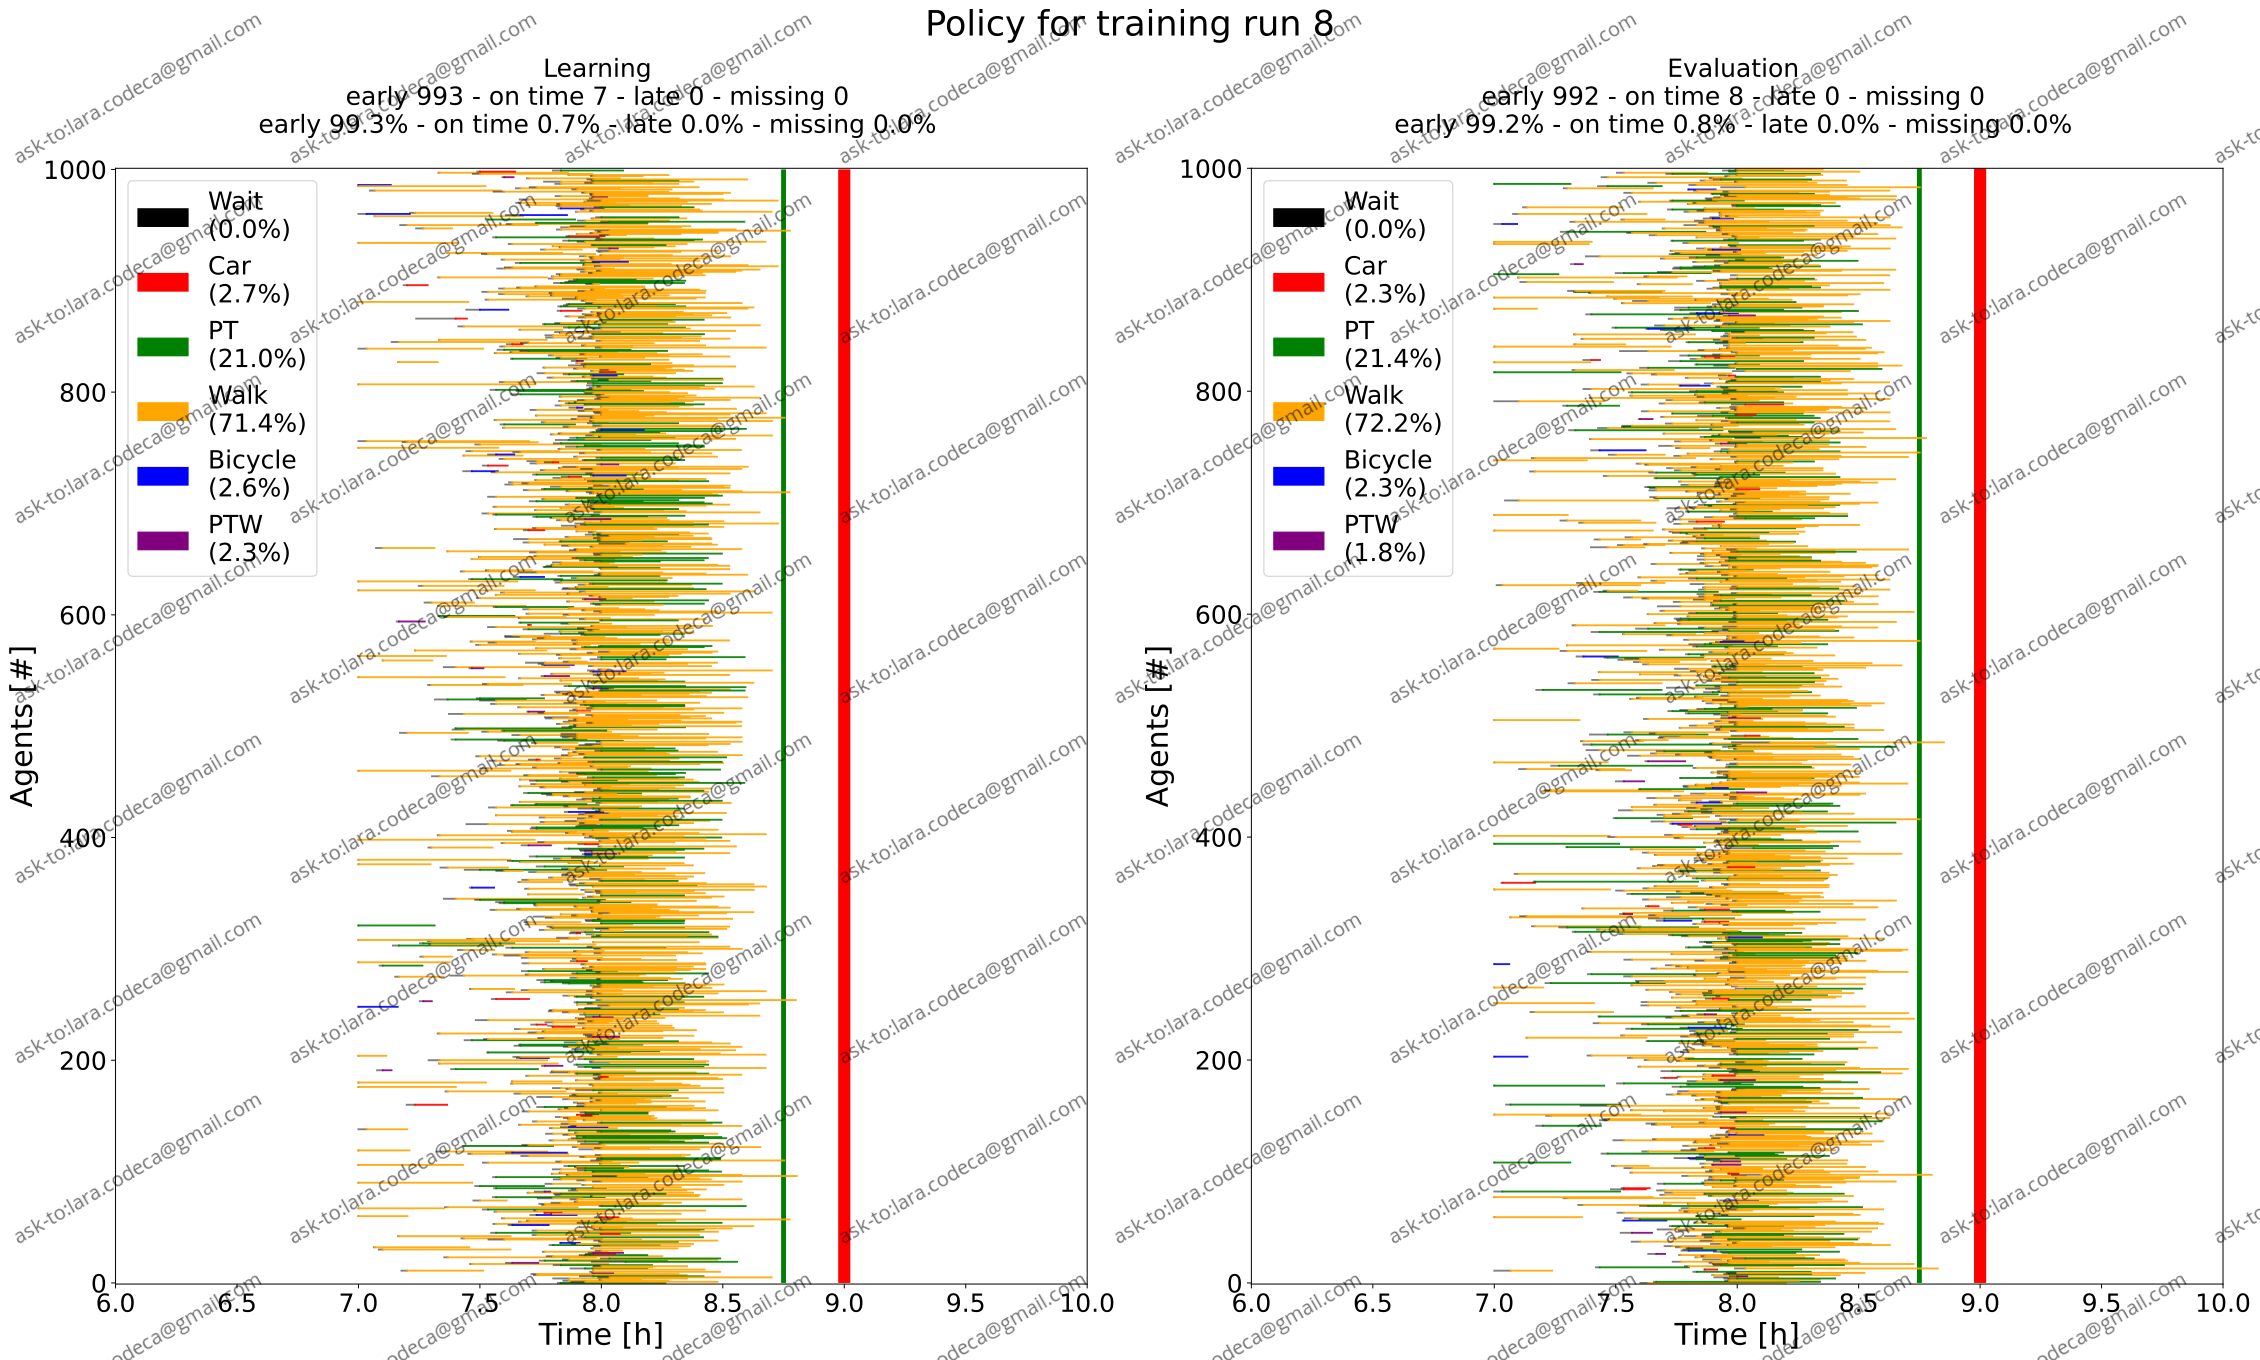 Policy for training run 8
Learning
early 993 - on time 7 - late 0 - missing 0
early 99.3% - on time 0.7% - late 0.0% - missing 0.0%
1000
800
600
400
200
0
Agents [#]
Wait
(0.0%)
Car
(2.7%)
PT
(21.0%)
Walk
(71.4%)
Bicycle
(2.6%)
PTW
(2.3%)
6.0 6.5 7.0 7.5 8.0 8.5 9.0 9.5 10.0
Time [h]
Evaluation
early 992 - on time 8 - late 0 - missing 0
early 99.2% - on time 0.8% - late 0.0% - missing 0.0%
1000
800
600
400
200
0
Agents [#]
Wait
(0.0%)
Car
(2.3%)
PT
(21.4%)
Walk
(72.2%)
Bicycle
(2.3%)
PTW
(1.8%)
6.0 6.5 7.0 7.5 8.0 8.5 9.0 9.5 10.0
Time [h]
ask-to:lara.codeca@gmail.com